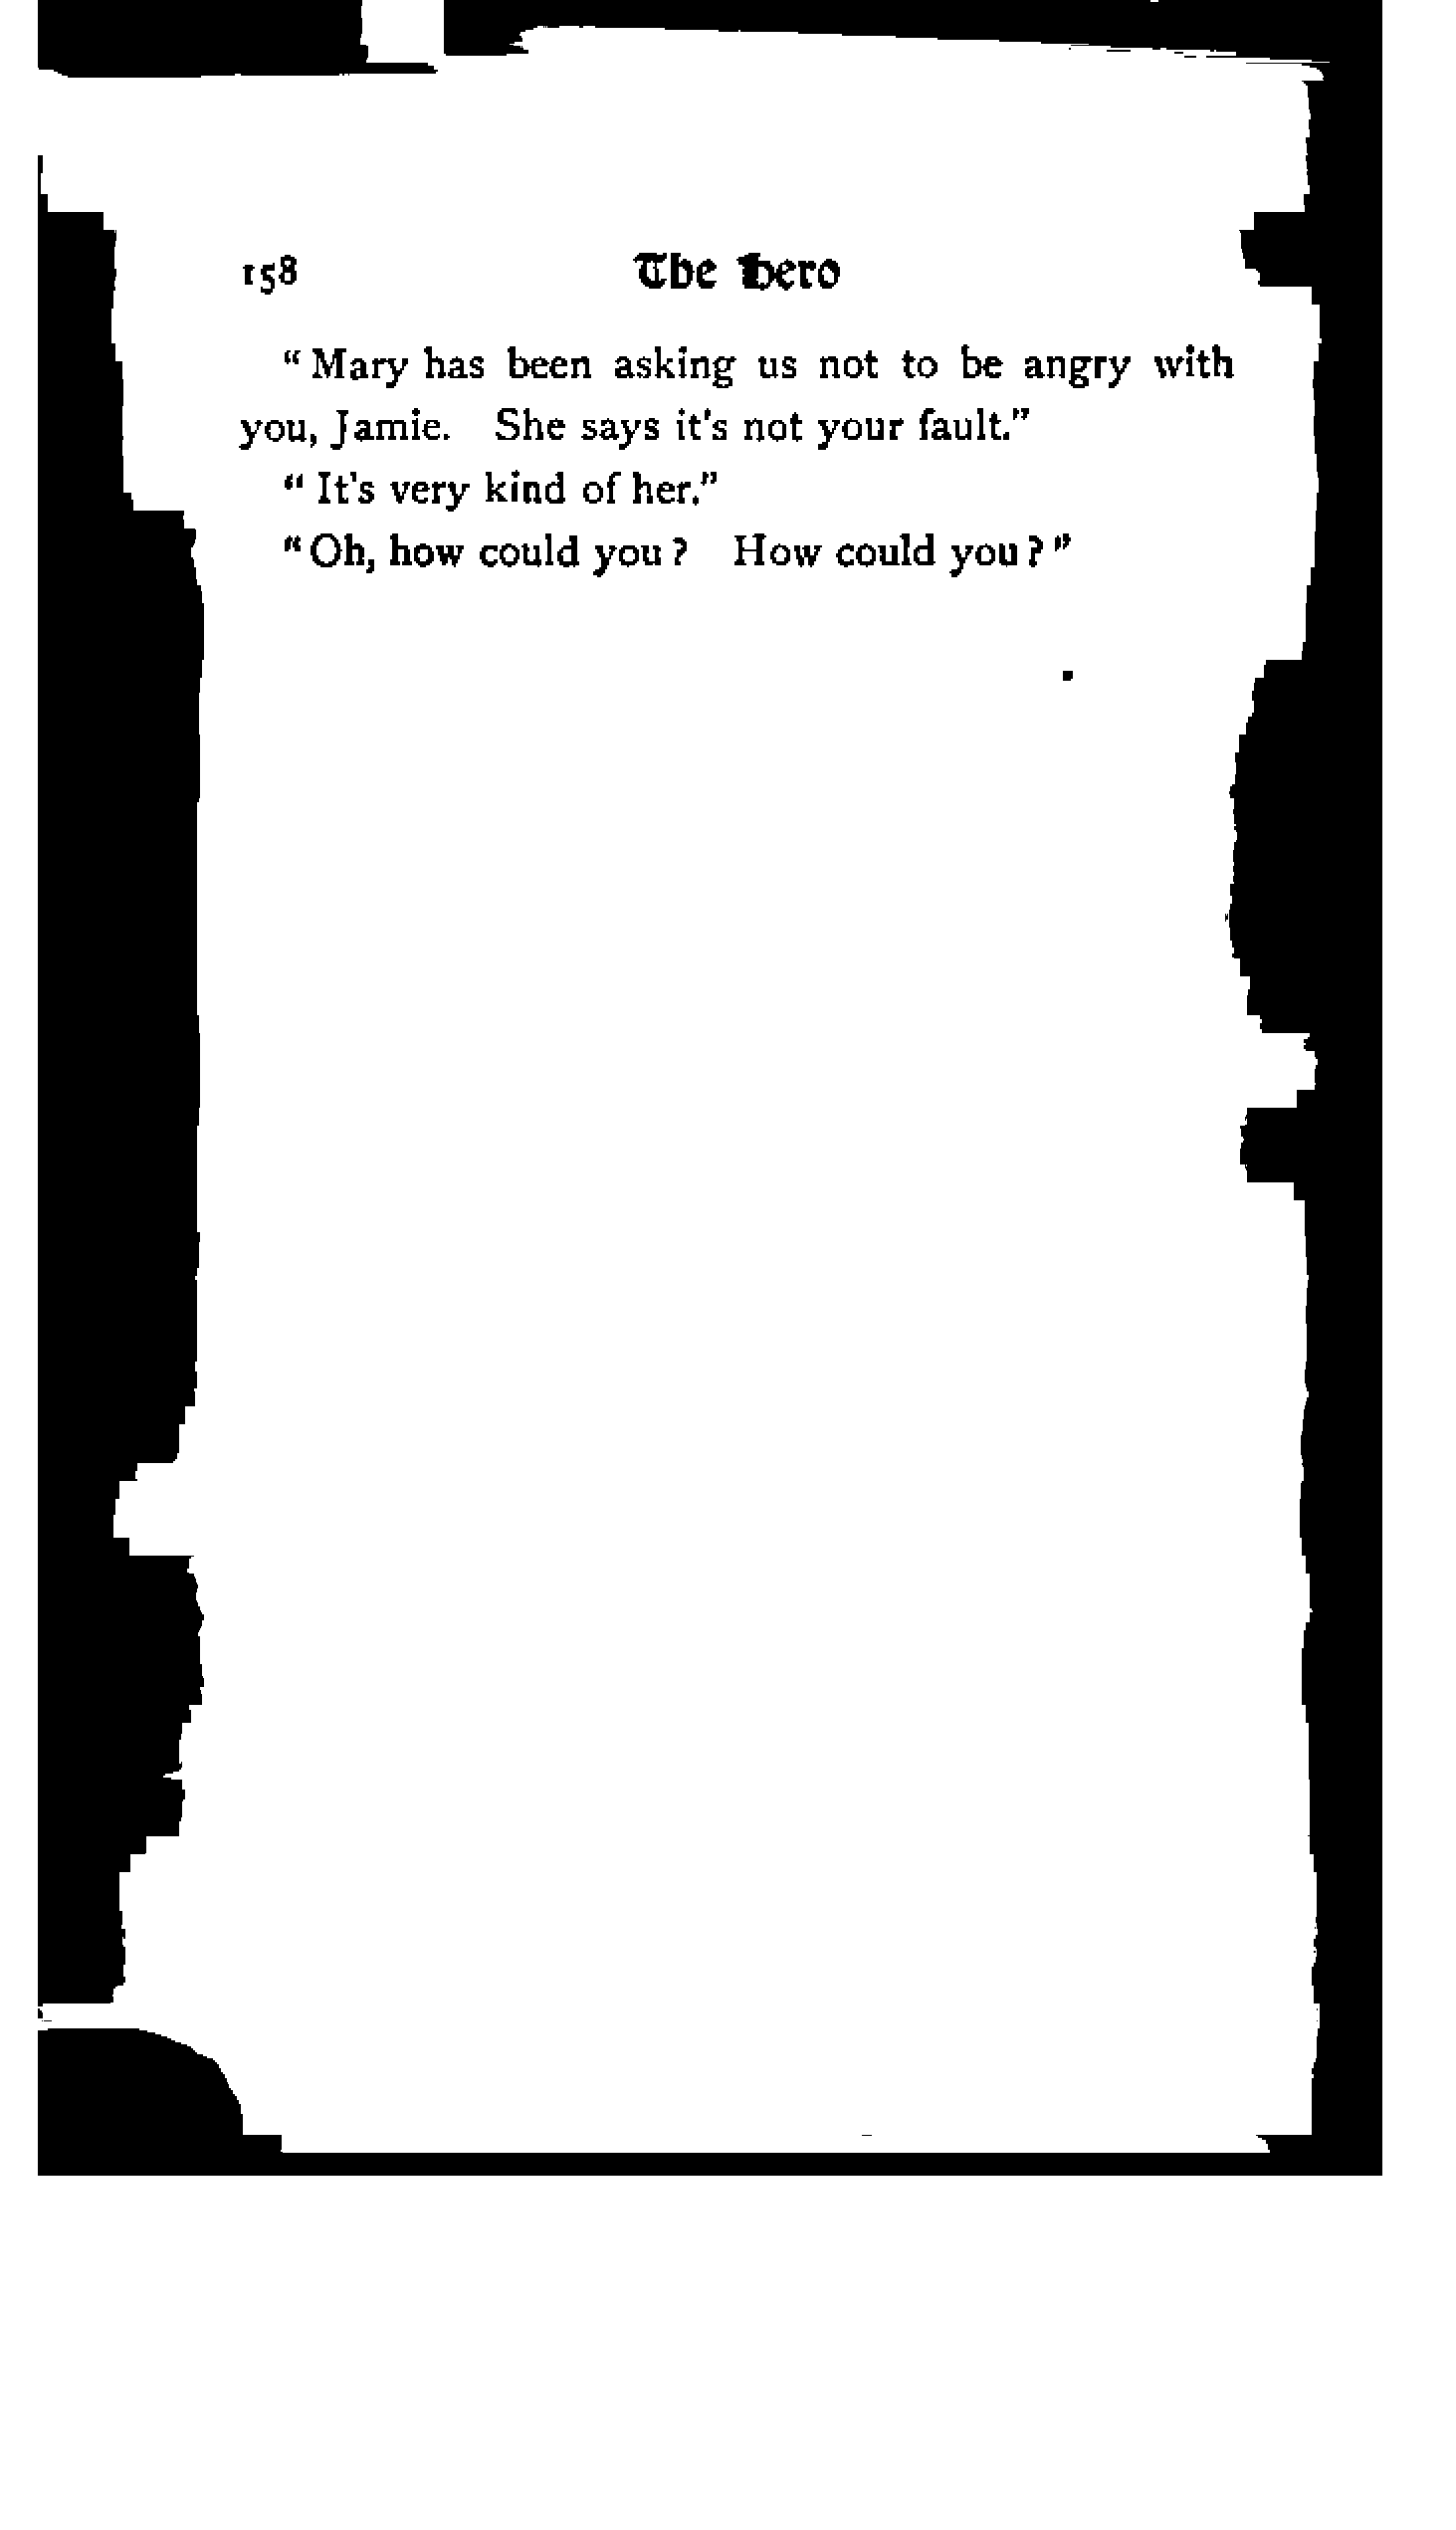 158 The Hero
“Mary has been asking us not to be angry with
you, Jamie. She says it's not your fault.”
“It's very kind of her.”
“Oh, how could you? How could you?”